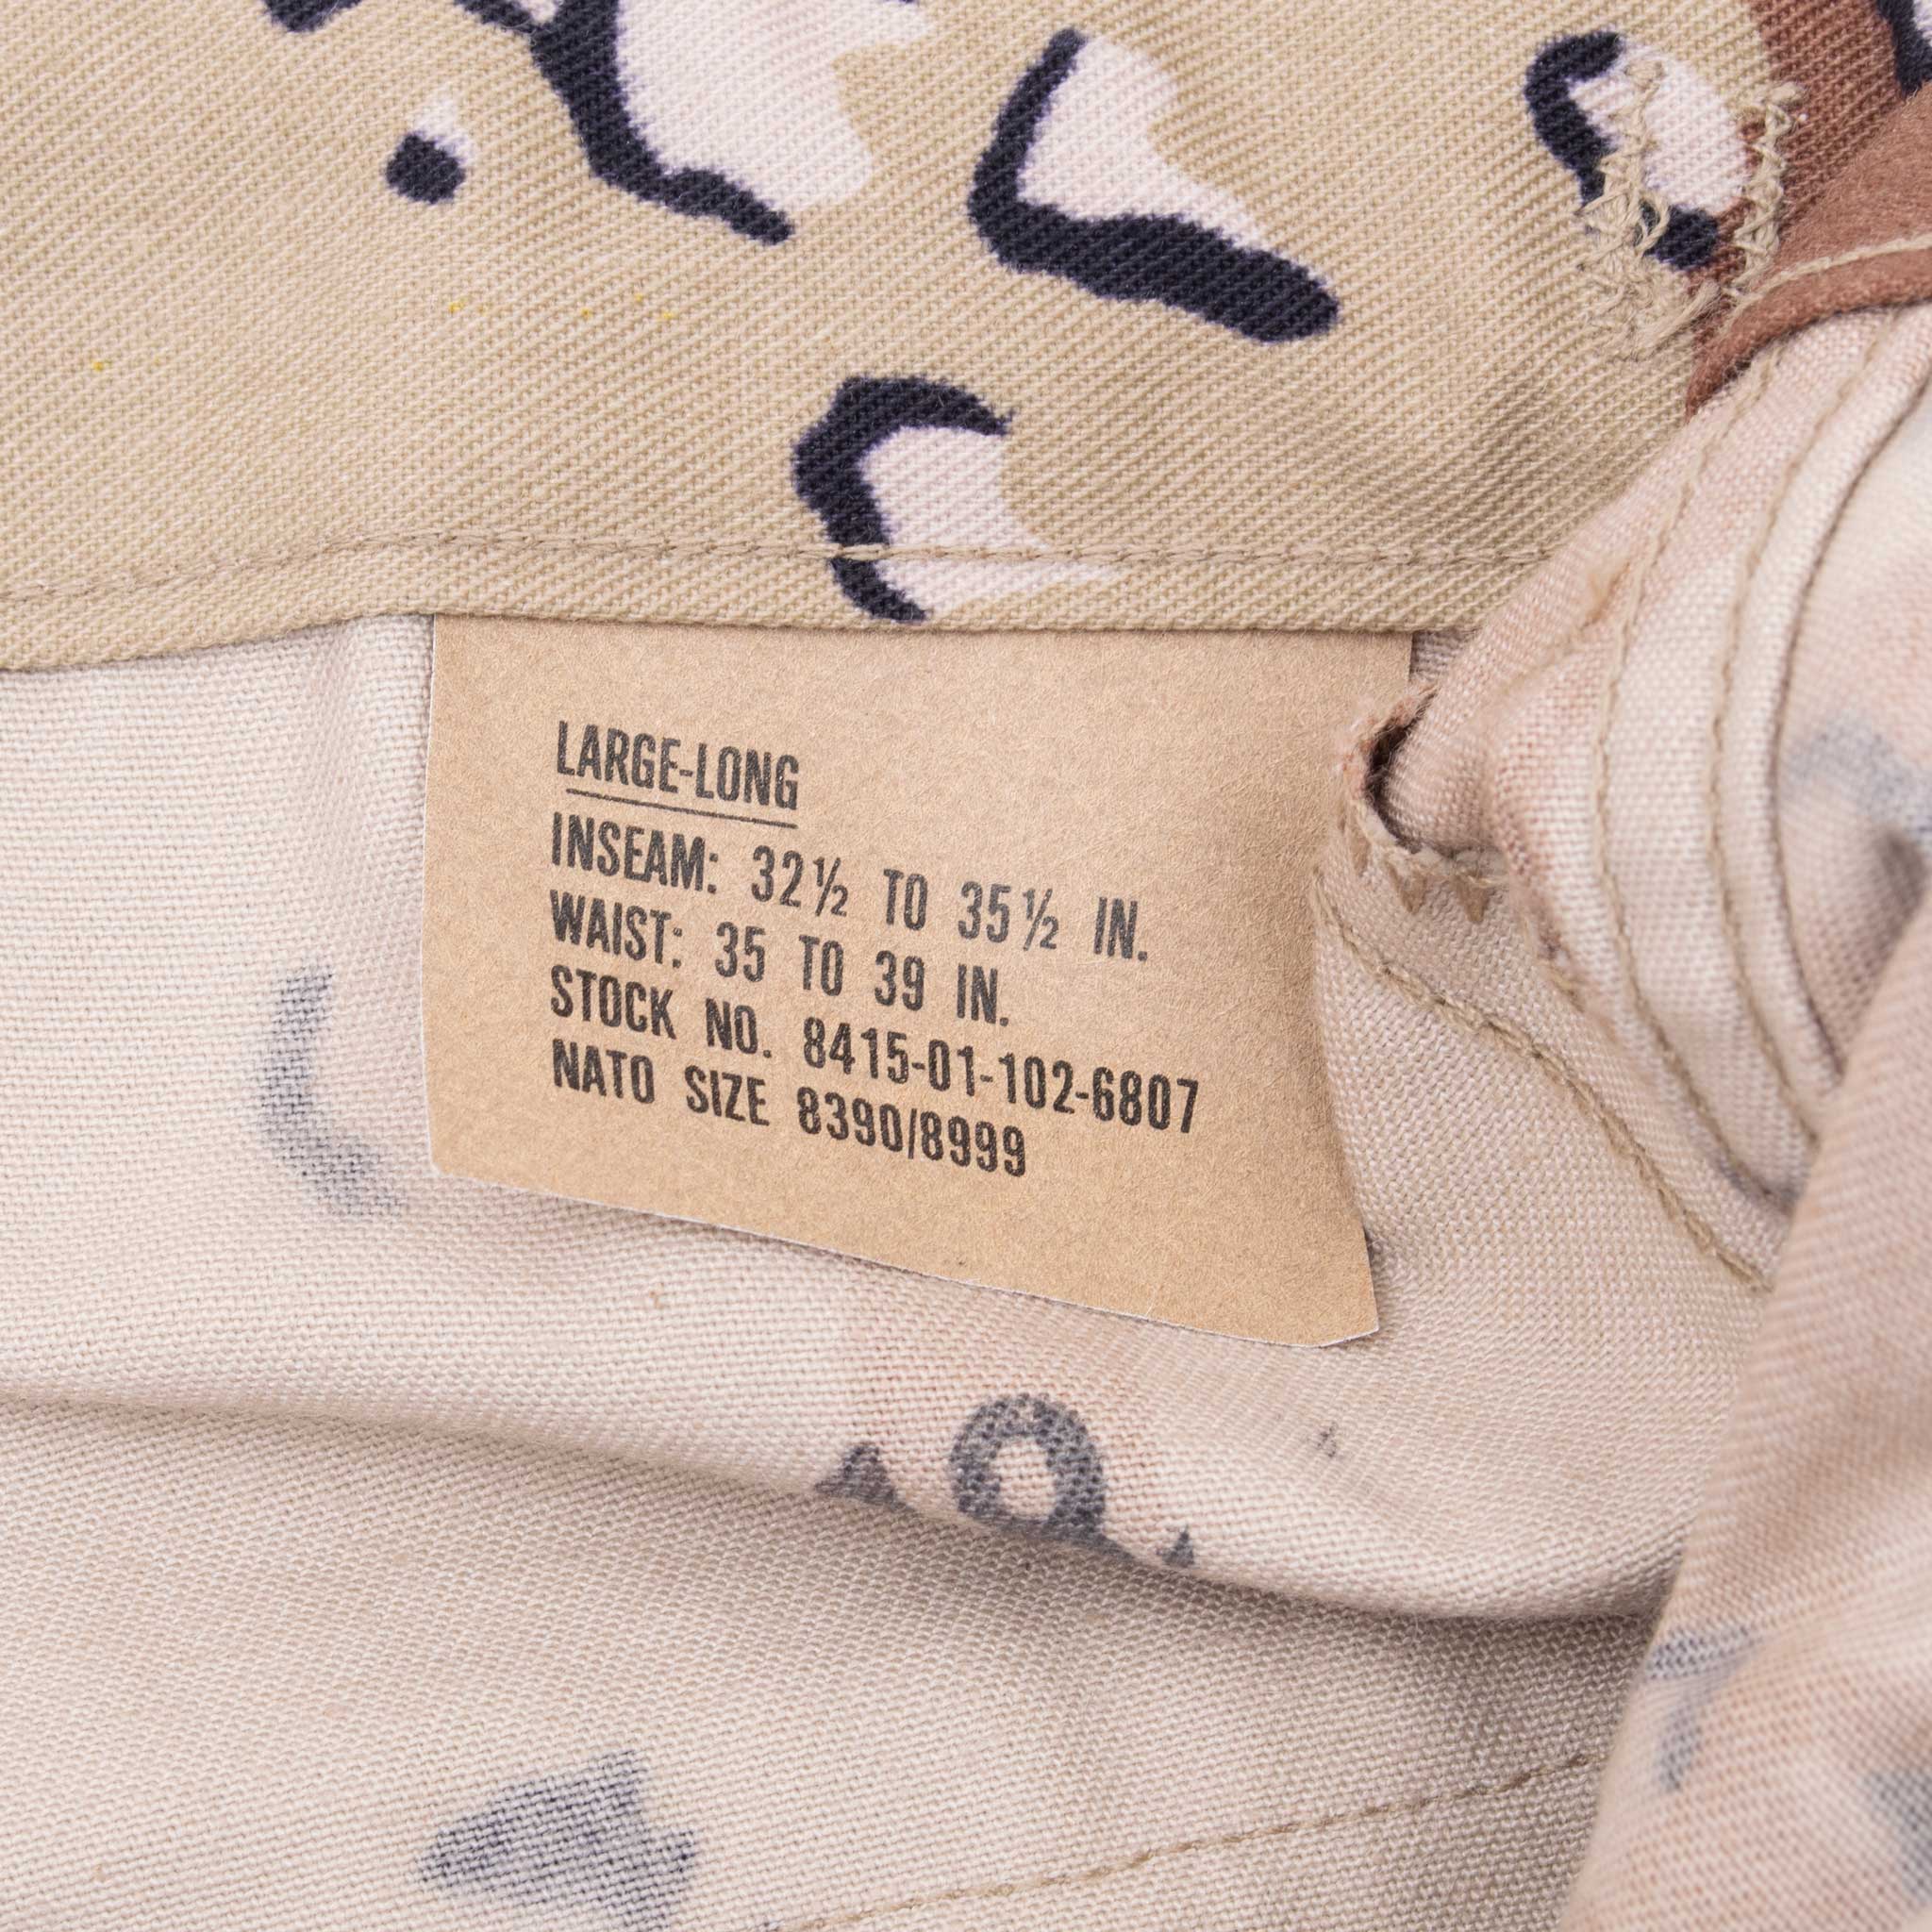 LARGE-LONG
INSEAM: 32½ TO 35½ IN.
WAIST: 35 TO 39 IN.
STOCK NO. 8415-01-102-6807
NATO SIZE 8390/8999